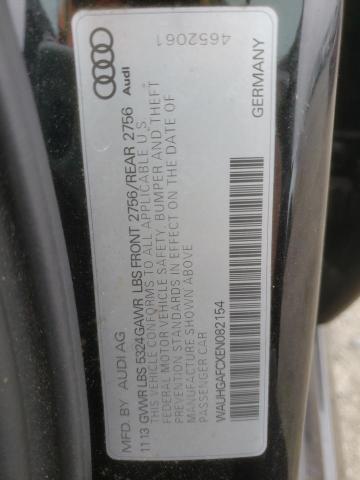 Audi
4652061
MFD. BY AUDI AG
11 13 GVWR LBS 5324 GAWR LBS FRONT 2756/REAR 2756
THIS VEHICLE CONFORMS TO ALL APPLICABLE U.S.
FEDERAL MOTOR VEHICLE SAFETY, BUMPER AND THEFT
PREVENTION STANDARDS IN EFFECT ON THE DATE OF
MANUFACTURE SHOWN ABOVE
PASSENGER CAR
WAUHGAFCXEN082154
GERMANY